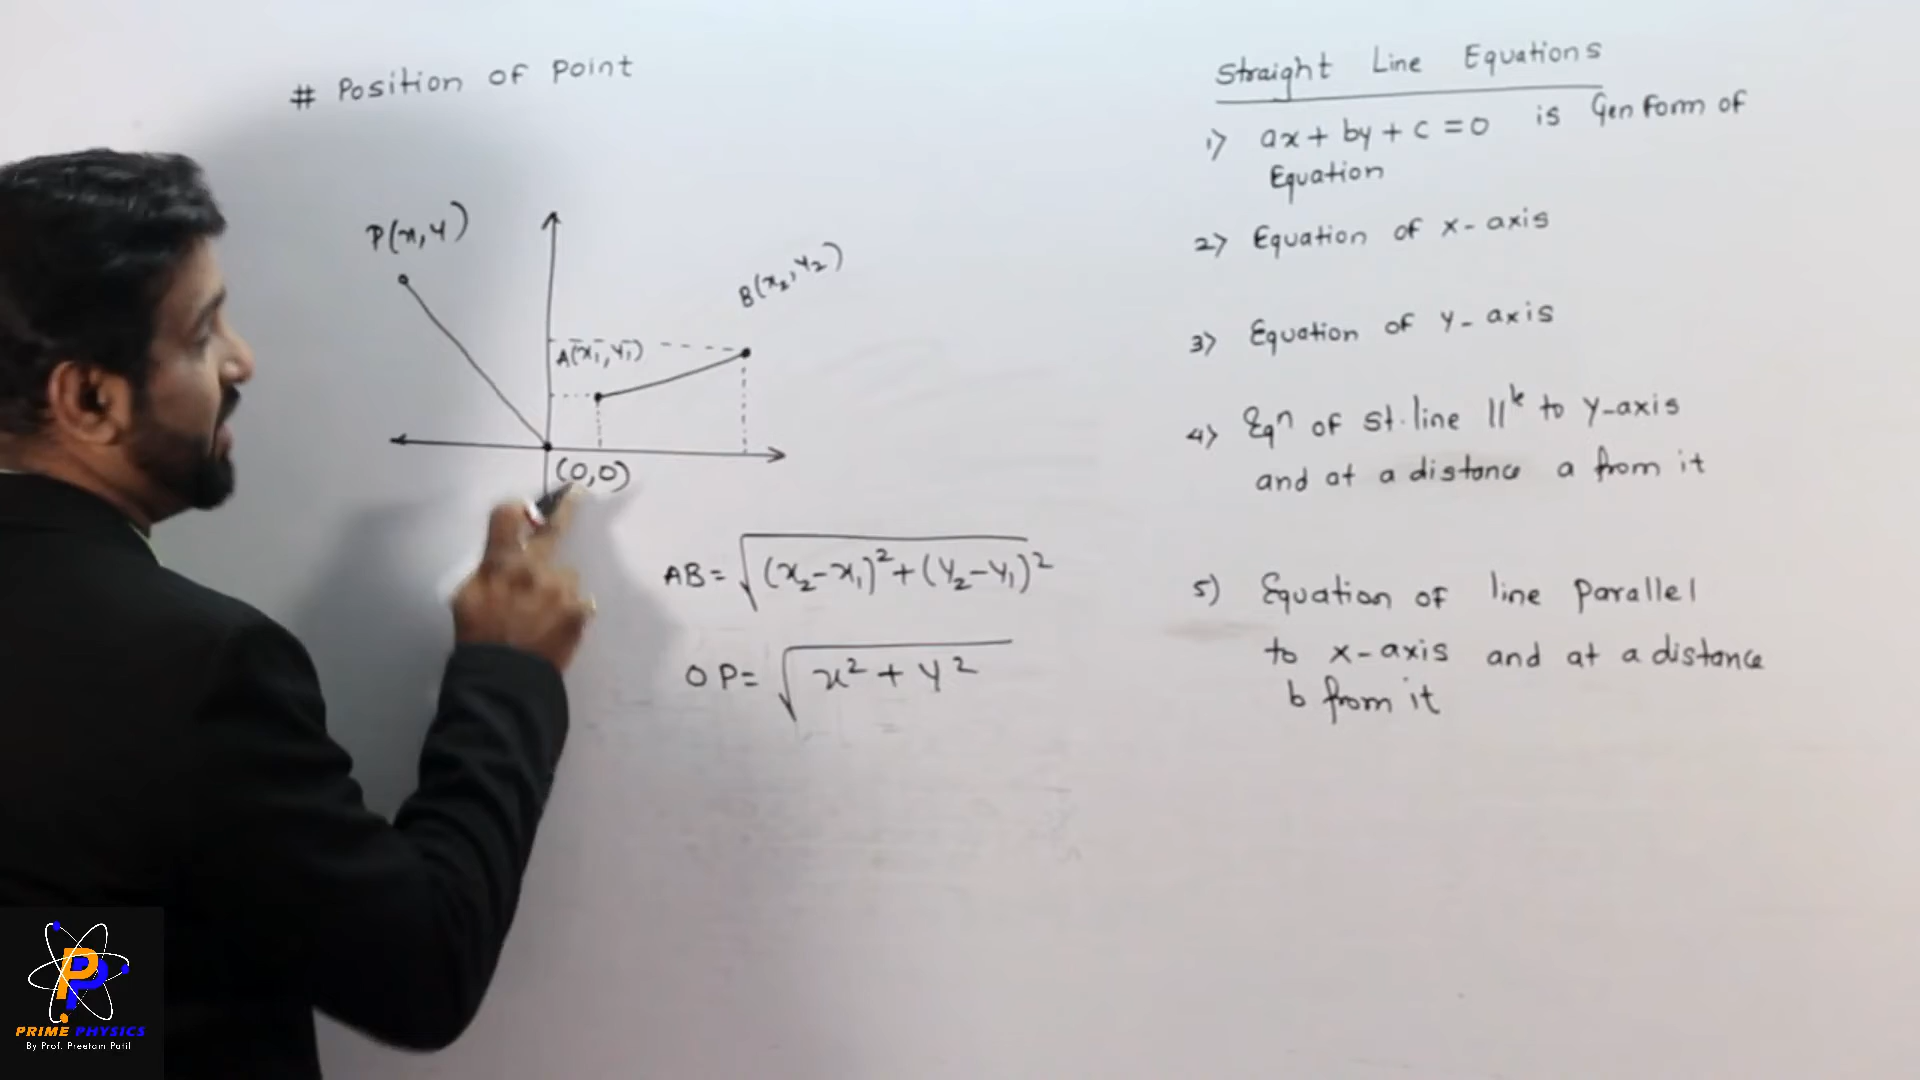 # Position of Point
P(x,y)
B(x₂,y₂)
A(x₁,y₁)
(0,0)
AB = √(x₂-x₁)²+(y₂-y₁)²
OP = √x² + y²
Straight Line Equations
1) ax + by + c = 0 is Gen Form of
Equation
2) Equation of x-axis
3) Equation of y-axis
4) Eqⁿ of st. line ||ˡ to y-axis
and at a distance a from it
5) Equation of line Parallel
to x-axis and at a distance
b from it
PP
PRIME PHYSICS
By Prof. Preetam Patil